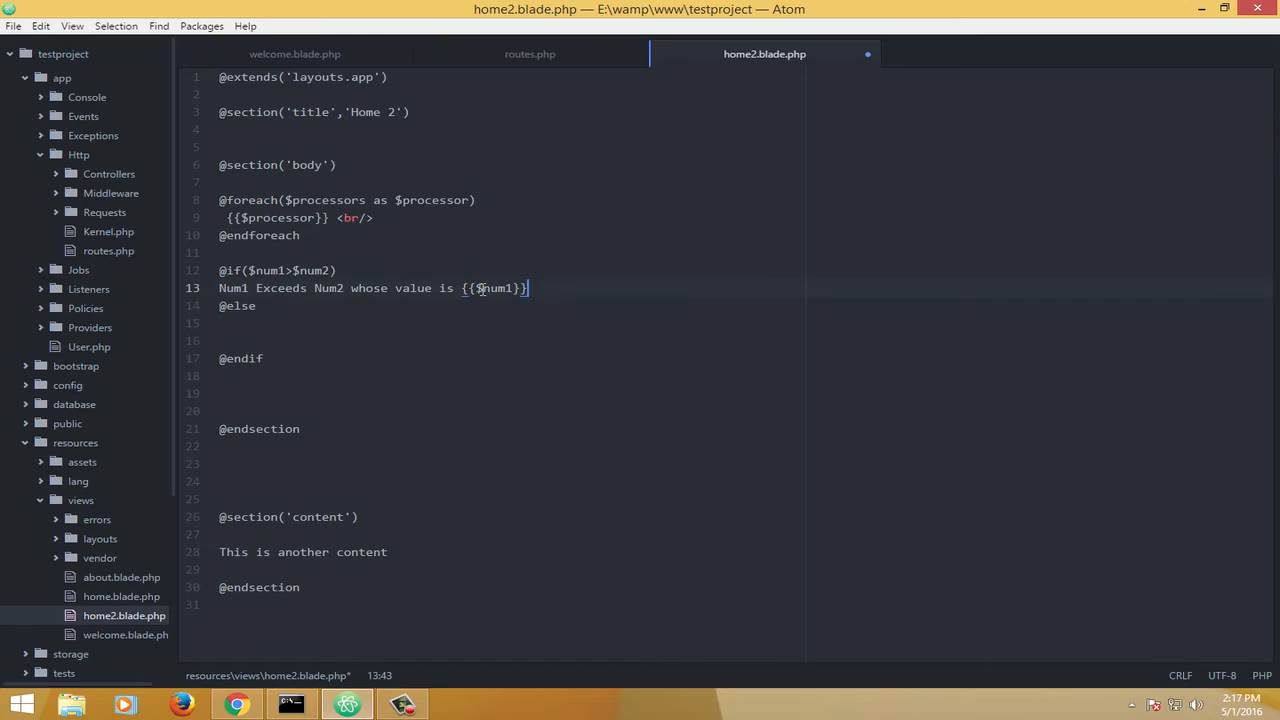 home2.blade.php — E:\wamp\www\testproject — Atom
File Edit View Selection Find Packages Help
testproject
app
Console
Events
Exceptions
Http
Controllers
Middleware
Requests
Kernel.php
routes.php
Jobs
Listeners
Policies
Providers
User.php
bootstrap
config
database
public
resources
assets
lang
views
errors
layouts
vendor
about.blade.php
home.blade.php
home2.blade.php
welcome.blade.ph
storage
tests
welcome.blade.php routes.php home2.blade.php
1 @extends('layouts.app')
2
3 @section('title','Home 2')
4
5
6 @section('body')
7
8 @foreach($processors as $processor)
9 {{$processor}} <br/>
10 @endforeach
11
12 @if($num1>$num2)
13 Num1 Exceeds Num2 whose value is {{$num1}}
14 @else
15
16
17 @endif
18
19
20
21 @endsection
22
23
24
25
26 @section('content')
27
28 This is another content
29
30 @endsection
31
resources\views\home2.blade.php* 13:43 CRLF UTF-8 PHP
2:17 PM
5/1/2016